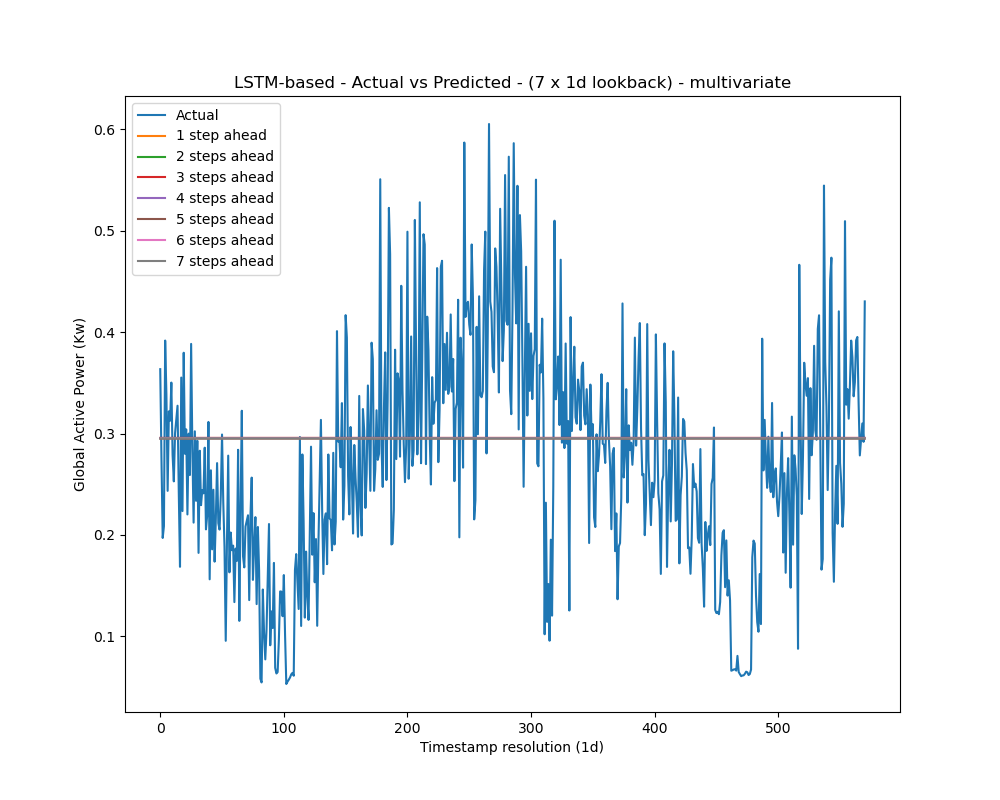 LSTM-based - Actual vs Predicted - (7 x 1d lookback) - multivariate
Actual
1 step ahead
2 steps ahead
3 steps ahead
4 steps ahead
5 steps ahead
6 steps ahead
7 steps ahead
0.6
0.5
0.4
0.3
0.2
0.1
Global Active Power (Kw)
0 100 200 300 400 500
Timestamp resolution (1d)